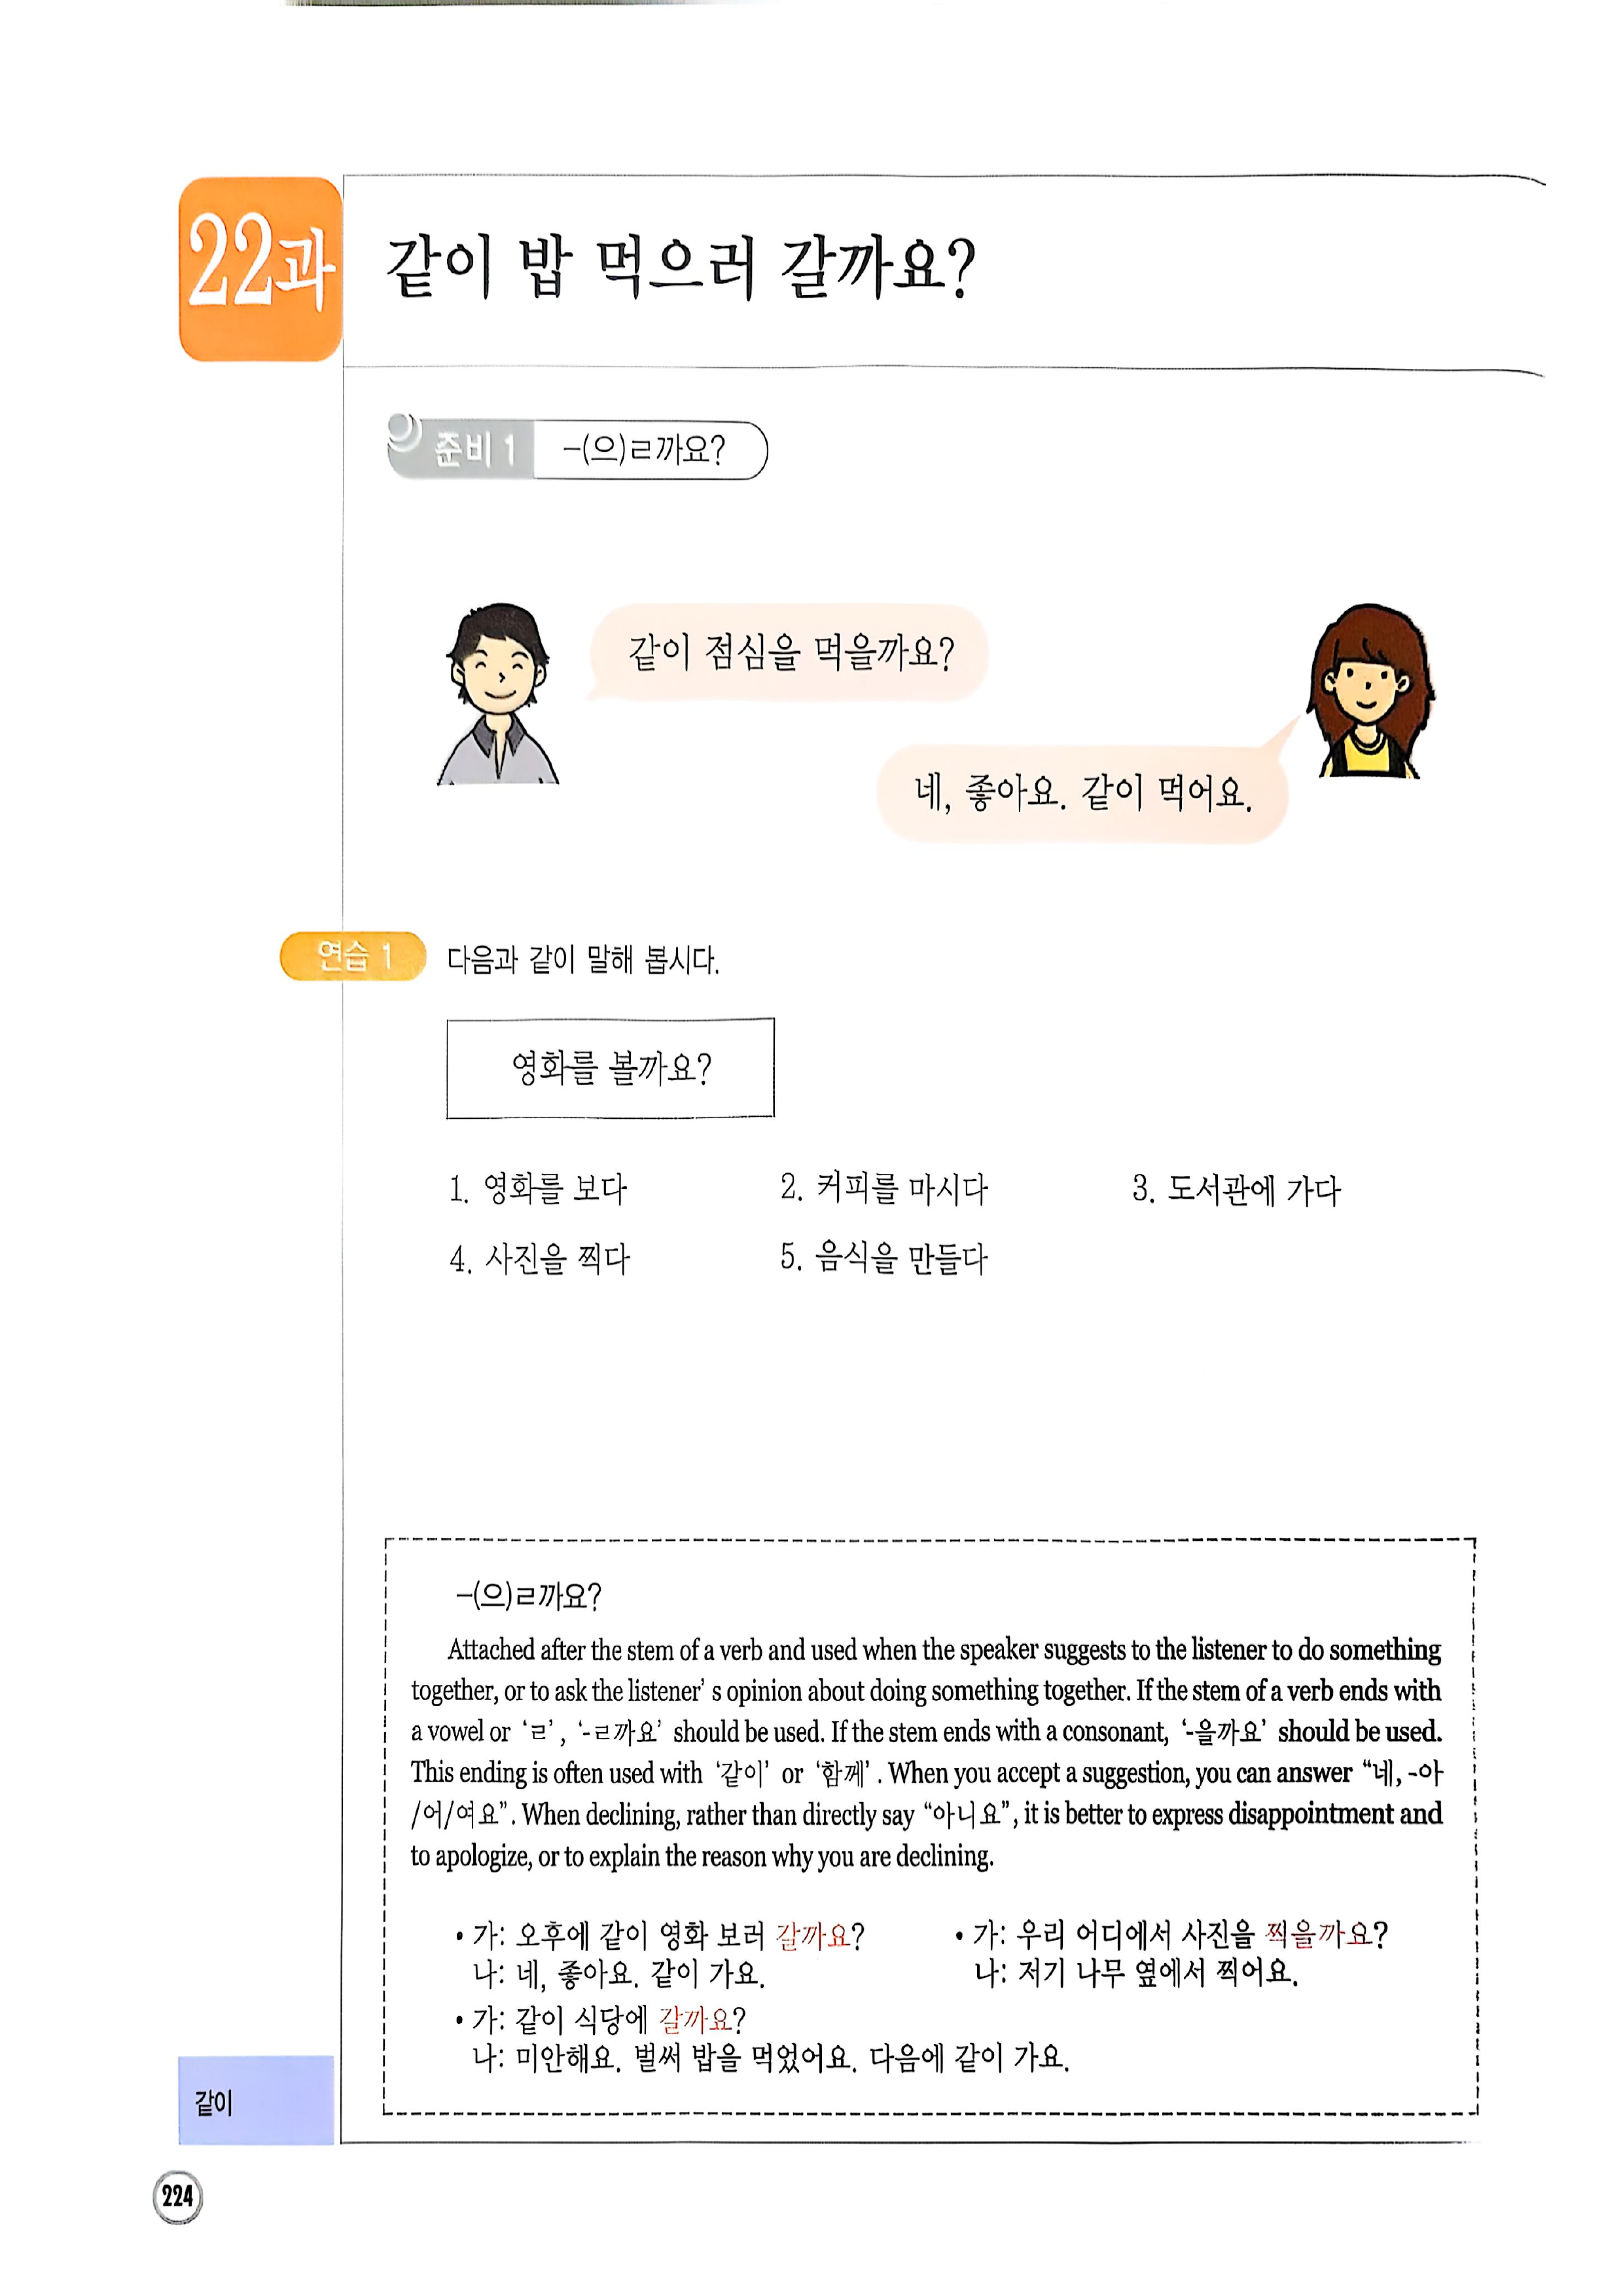 22과
같이 밥 먹으러 갈까요?
준비 1 –(으)ㄹ까요?
같이 점심을 먹을까요?
네, 좋아요. 같이 먹어요.
연습 1 다음과 같이 말해 봅시다.
영화를 볼까요?
1. 영화를 보다 2. 커피를 마시다 3. 도서관에 가다
4. 사진을 찍다 5. 음식을 만들다
–(으)ㄹ까요?
Attached after the stem of a verb and used when the speaker suggests to the listener to do something
together, or to ask the listener' s opinion about doing something together. If the stem of a verb ends with
a vowel or ‘ㄹ’, ‘-ㄹ까요’ should be used. If the stem ends with a consonant, ‘-을까요’ should be used.
This ending is often used with ‘같이’ or ‘함께’. When you accept a suggestion, you can answer “네, -아
/어/여요”. When declining, rather than directly say “아니요”, it is better to express disappointment and
to apologize, or to explain the reason why you are declining.
• 가: 오후에 같이 영화 보러 갈까요? • 가: 우리 어디에서 사진을 찍을까요?
나: 네, 좋아요. 같이 가요. 나: 저기 나무 옆에서 찍어요.
• 가: 같이 식당에 갈까요?
나: 미안해요. 벌써 밥을 먹었어요. 다음에 같이 가요.
같이
224